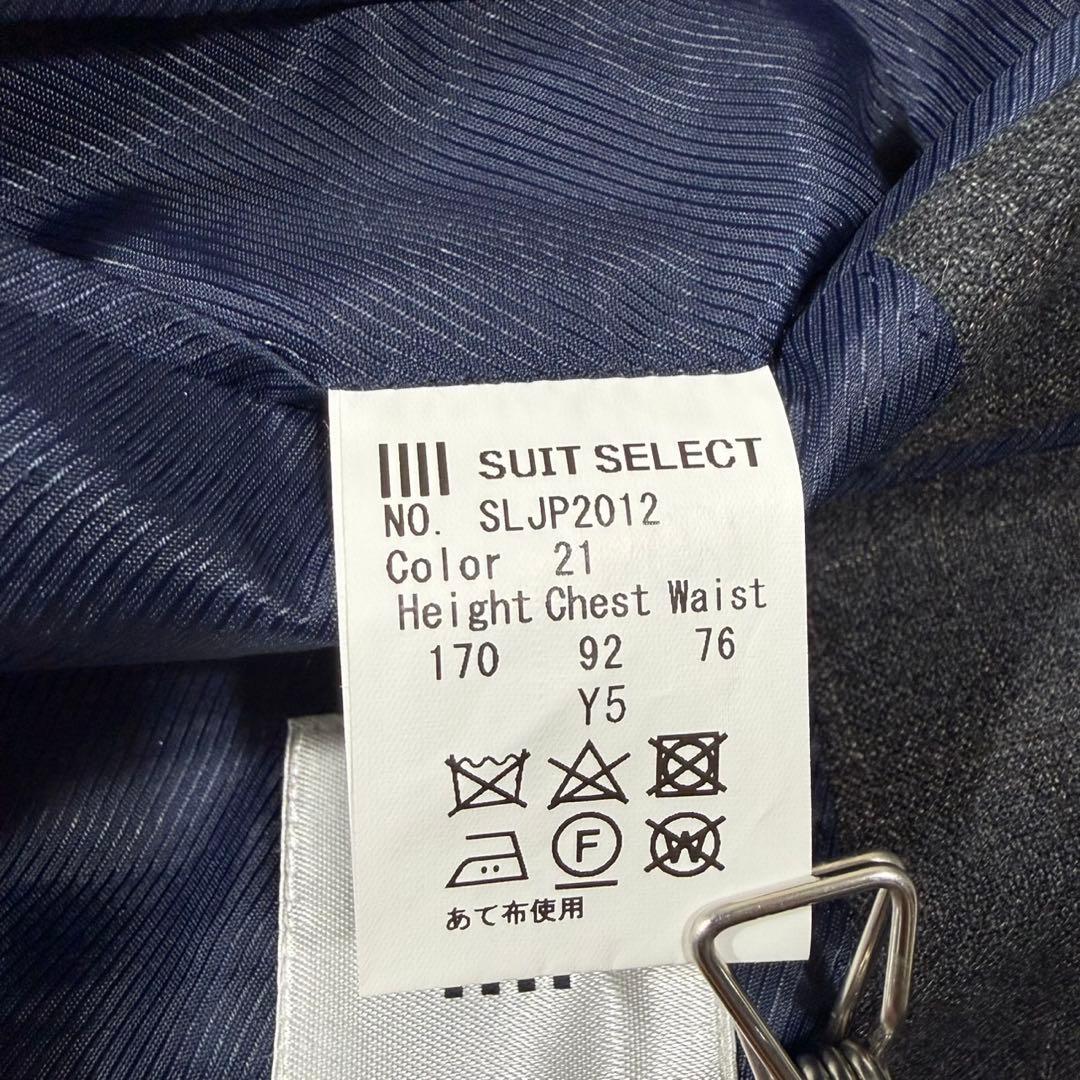 SUIT SELECT
NO. SLJP2012
Color 21
Height Chest Waist
170 92 76
Y5
F W
あて布使用